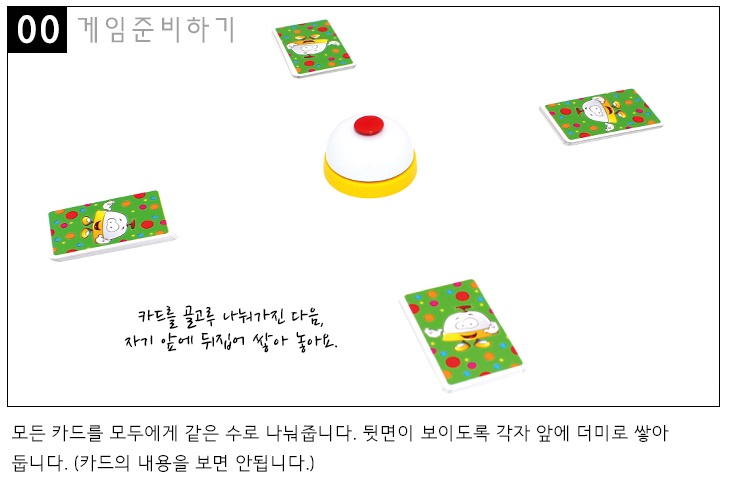 00 게임준비하기
카드를 골고루 나눠가진 다음,
자기 앞에 뒤집어 쌓아 놓아요.
모든 카드를 모두에게 같은 수로 나눠줍니다. 뒷면이 보이도록 각자 앞에 더미로 쌓아
둡니다. (카드의 내용을 보면 안됩니다.)